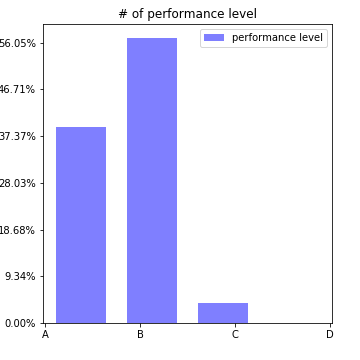 # of performance level
performance level
56.05%
46.71%
37.37%
28.03%
18.68%
9.34%
0.00%
A B C D